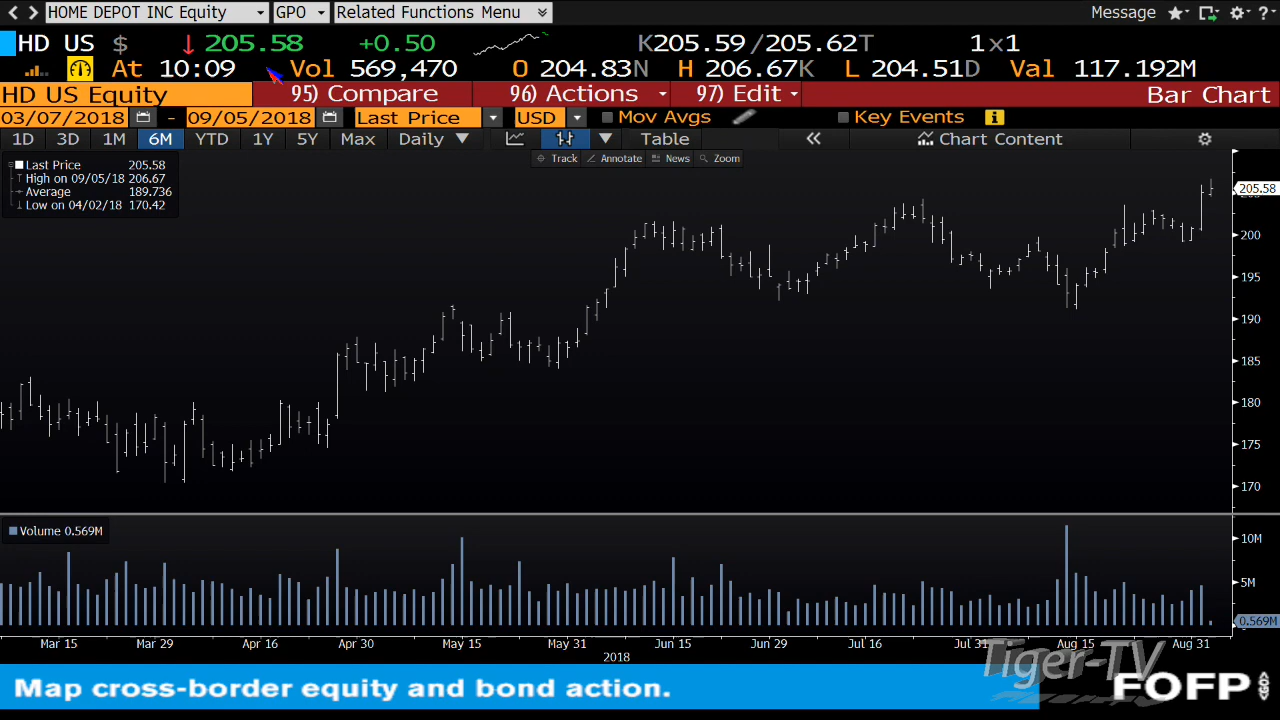 HOME DEPOT INC Equity GPO Related Functions Menu Message ?
HD US $ ↓ 205.58 +0.50 K205.59/205.62T 1x1
At 10:09 Vol 569,470 O 204.83N H 206.67K L 204.51D Val 117.192M
HD US Equity 95) Compare 96) Actions 97) Edit Bar Chart
03/07/2018 - 09/05/2018 Last Price USD Mov Avgs Key Events i
1D 3D 1M 6M YTD 1Y 5Y Max Daily Table « Chart Content
Track Annotate News Zoom
Last Price 205.58
High on 09/05/18 206.67
Average 189.736
Low on 04/02/18 170.42
205.58
200
195
190
185
180
175
170
Volume 0.569M
10M
5M
0.569M
Mar 15 Mar 29 Apr 16 Apr 30 May 15 May 31 Jun 15 Jun 29 Jul 16 Jul 31 Aug 15 Aug 31
2018
Tiger-TV
Map cross-border equity and bond action. FOFP <GO>